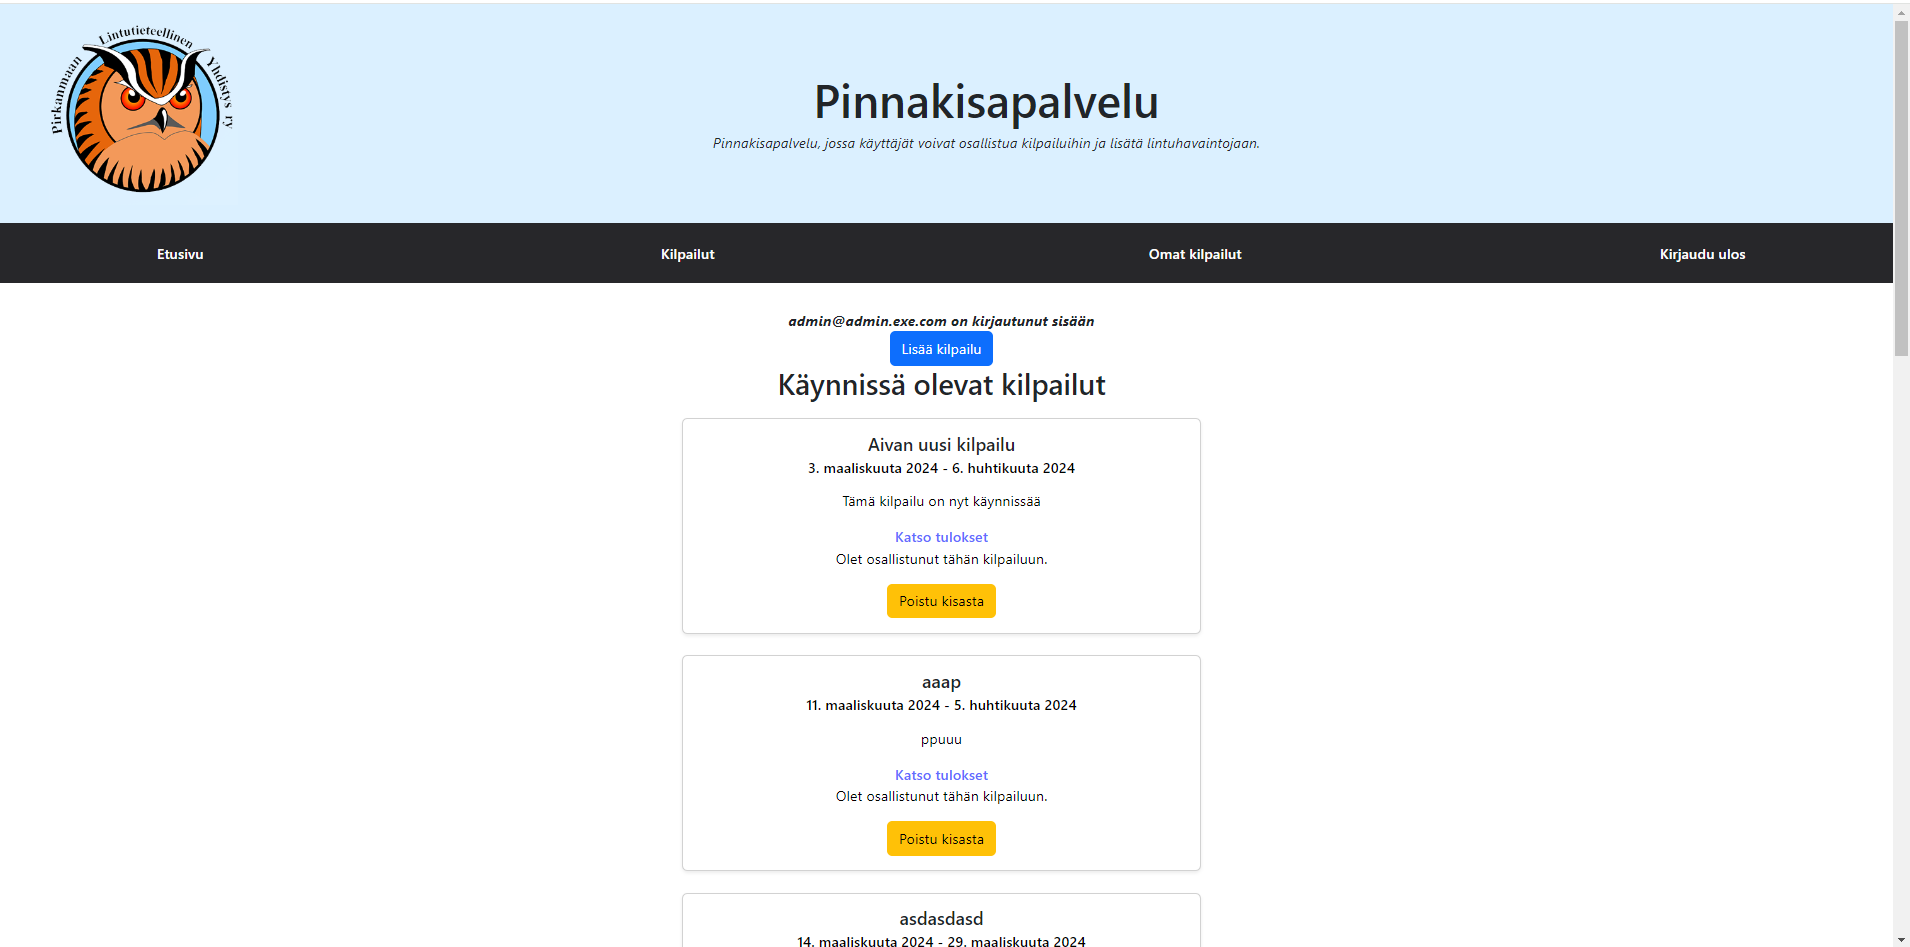 Pirkanmaan Lintutieteellinen Yhdistys ry
Pinnakisapalvelu
Pinnakisapalvelu, jossa käyttäjät voivat osallistua kilpailuihin ja lisätä lintuhavaintojaan.
Etusivu Kilpailut Omat kilpailut Kirjaudu ulos
admin@admin.exe.com on kirjautunut sisään
Lisää kilpailu
Käynnissä olevat kilpailut
Aivan uusi kilpailu
3. maaliskuuta 2024 - 6. huhtikuuta 2024
Tämä kilpailu on nyt käynnissää
Katso tulokset
Olet osallistunut tähän kilpailuun.
Poistu kisasta
aaap
11. maaliskuuta 2024 - 5. huhtikuuta 2024
ppuuu
Katso tulokset
Olet osallistunut tähän kilpailuun.
Poistu kisasta
asdasdasd
14. maaliskuuta 2024 - 29. maaliskuuta 2024